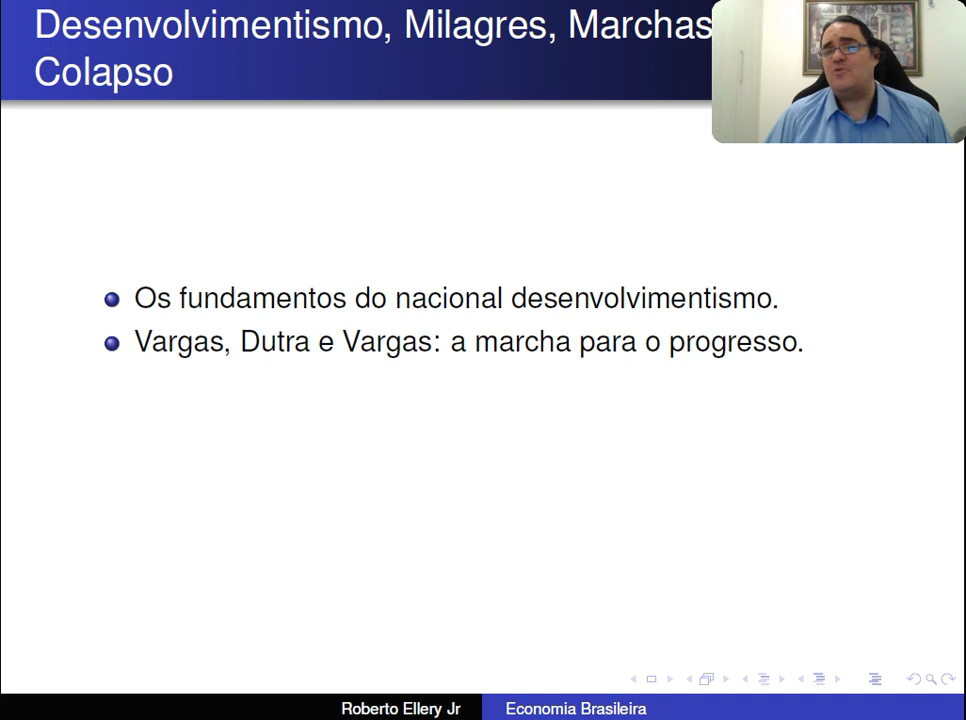 Desenvolvimentismo, Milagres, Marchas
Colapso
Os fundamentos do nacional desenvolvimentismo.
Vargas, Dutra e Vargas: a marcha para o progresso.
Roberto Ellery Jr
Economia Brasileira